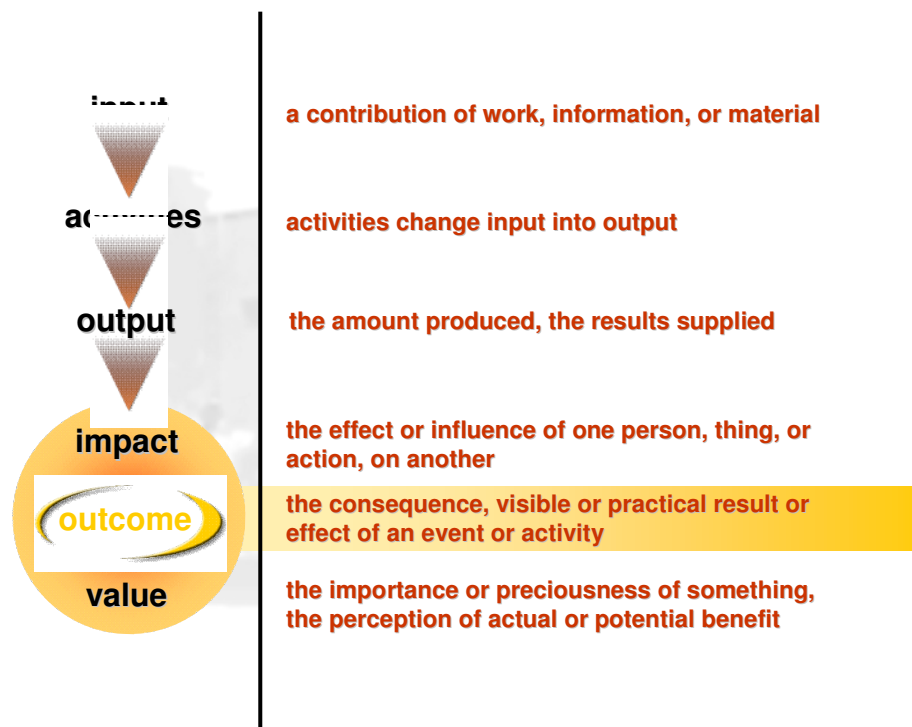 input
a contribution of work, information, or material
activities change input into output
output
the amount produced, the results supplied
impact
the effect or influence of one person, thing, or
action, on another
outcome
the consequence, visible or practical result or
effect of an event or activity
value
the importance or preciousness of something,
the perception of actual or potential benefit